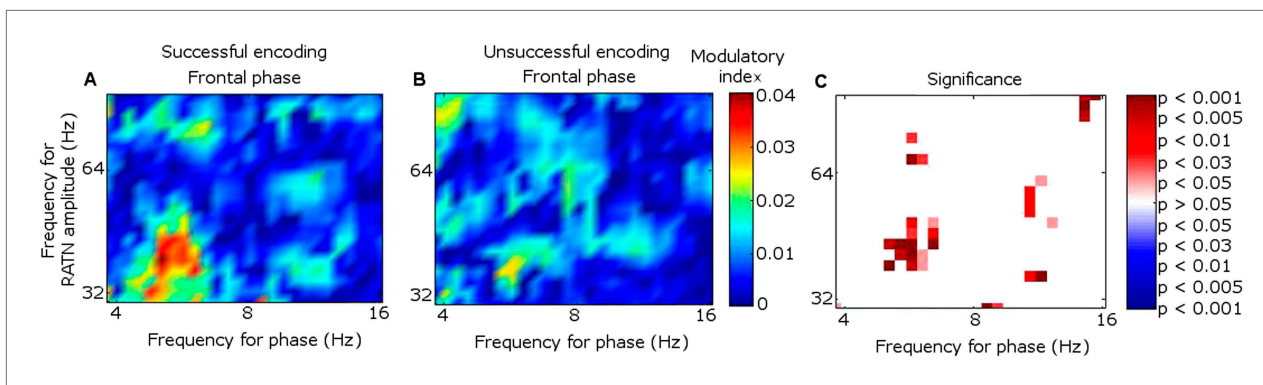 Successful encoding
A Frontal phase
Frequency for
RATN amplitude (Hz)
64
32
4 8 16
Frequency for phase (Hz)
Unsuccessful encoding
B Frontal phase
64
32
4 8 16
Frequency for phase (Hz)
Modulatory
index
0.04
0.03
0.02
0.01
0
C Significance
64
32
4 8 16
Frequency for phase (Hz)
p < 0.001
p < 0.005
p < 0.01
p < 0.03
p < 0.05
p > 0.05
p < 0.05
p < 0.03
p < 0.01
p < 0.005
p < 0.001